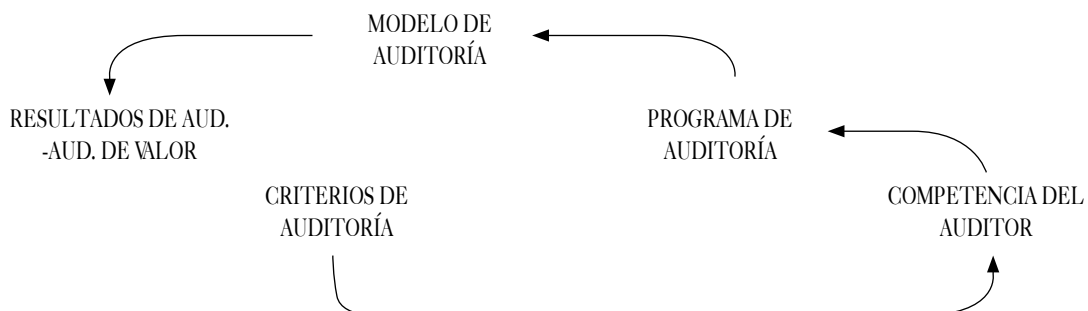 MODELO DE
AUDITORÍA
RESULTADOS DE AUD.
-AUD. DE VALOR
PROGRAMA DE
AUDITORÍA
CRITERIOS DE
AUDITORÍA
COMPETENCIA DEL
AUDITOR